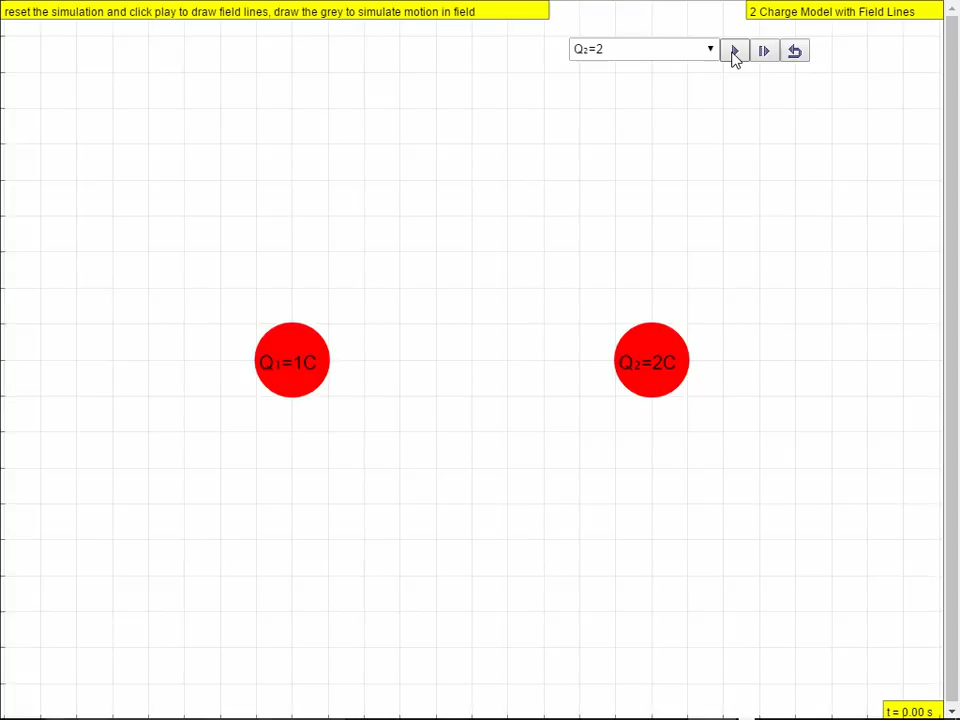 reset the simulation and click play to draw field lines, draw the grey to simulate motion in field
2 Charge Model with Field Lines
Q₂=2
Q₁=1C
Q₂=2C
t = 0.00 s